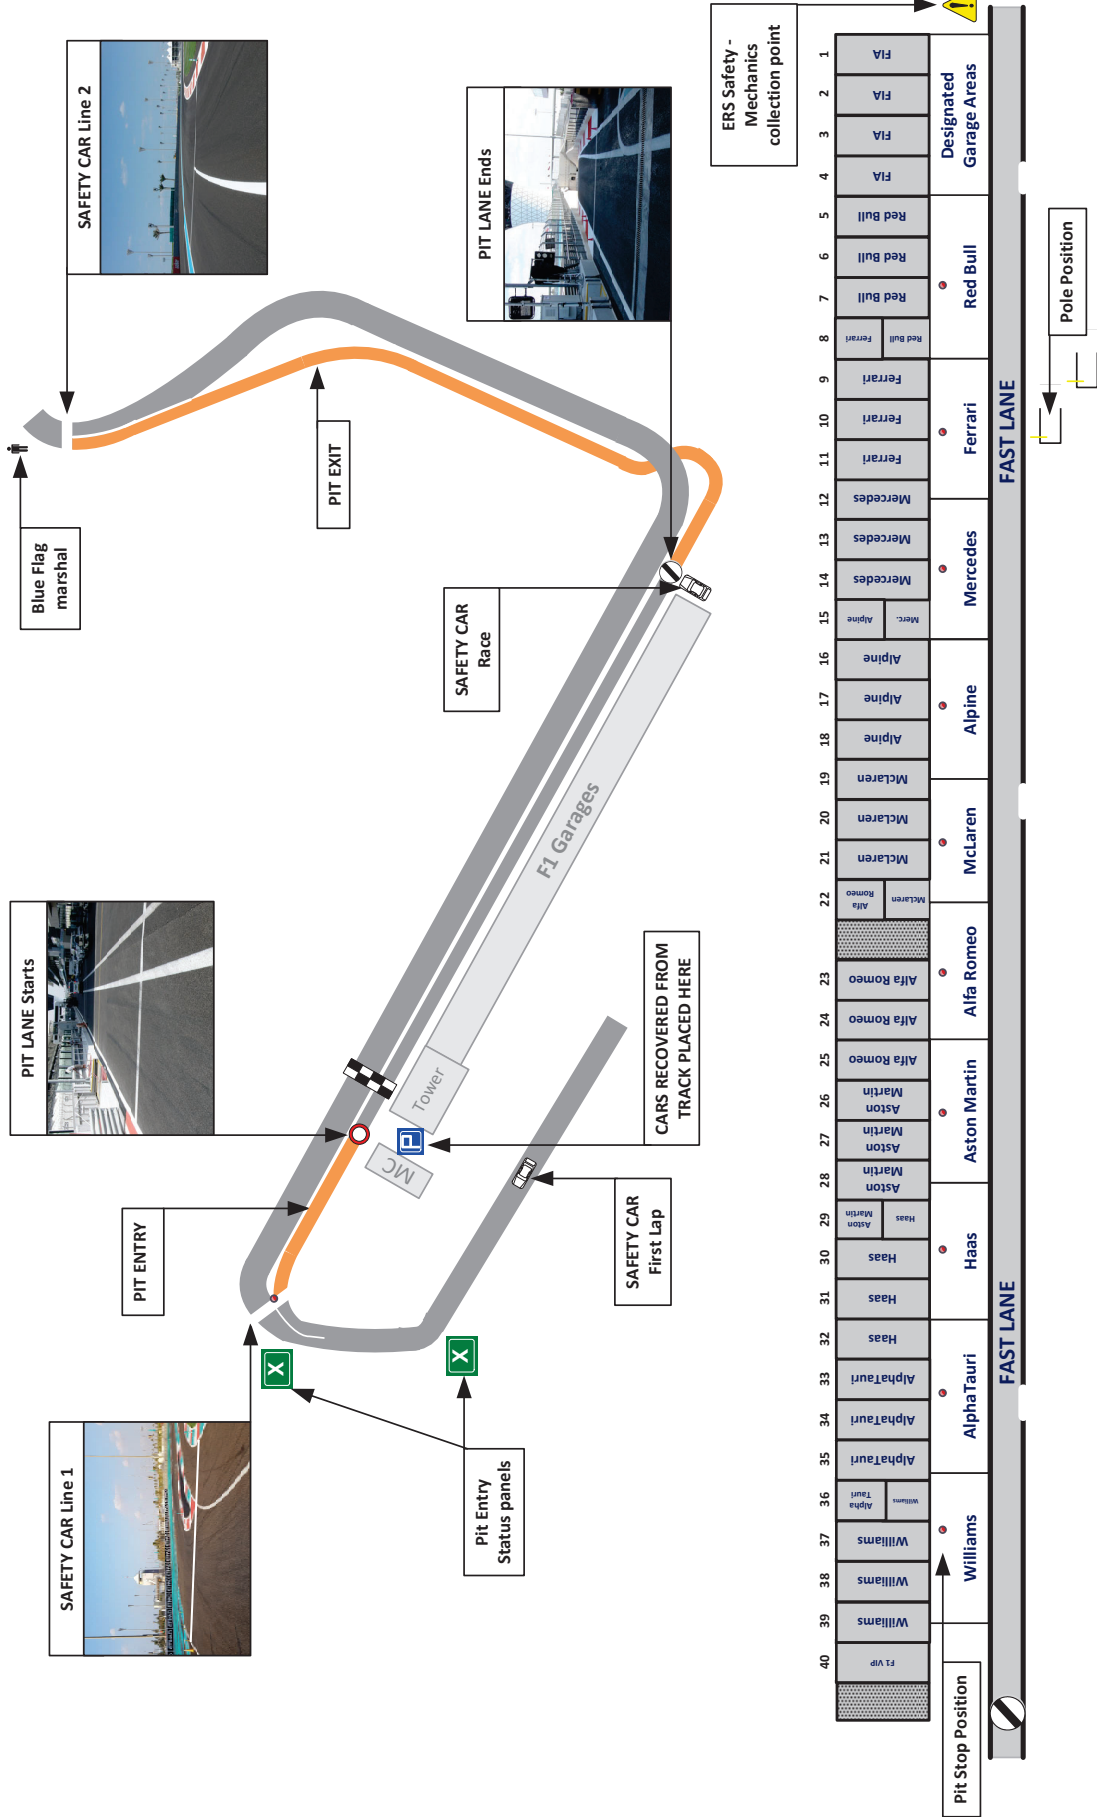 SAFETY CAR Line 1
PIT LANE Starts
SAFETY CAR Line 2
Blue Flag
marshal
PIT ENTRY
PIT EXIT
X
X
Pit Entry
Status panels
MC
P
Tower
F1 Garages
SAFETY CAR
First Lap
CARS RECOVERED FROM
TRACK PLACED HERE
SAFETY CAR
Race
PIT LANE Ends
ERS Safety -
Mechanics
collection point
40
39
38
37
36
35
34
33
32
31
30
29
28
27
26
25
24
23
22
21
20
19
18
17
16
15
14
13
12
11
10
9
8
7
6
5
4
3
2
1
F1 VIP
Williams
Williams
Williams
Alpha
Tauri
Williams
AlphaTauri
AlphaTauri
AlphaTauri
Haas
Haas
Haas
Aston
Martin
Haas
Aston
Martin
Aston
Martin
Aston
Martin
Alfa Romeo
Alfa Romeo
Alfa Romeo
Alfa
Romeo
McLaren
McLaren
McLaren
McLaren
Alpine
Alpine
Alpine
Alpine
Merc.
Mercedes
Mercedes
Mercedes
Ferrari
Ferrari
Ferrari
Ferrari
Red Bull
Red Bull
Red Bull
Red Bull
FIA
FIA
FIA
FIA
Williams
AlphaTauri
Haas
Aston Martin
Alfa Romeo
McLaren
Alpine
Mercedes
Ferrari
Red Bull
Designated
Garage Areas
Pit Stop Position
FAST LANE
FAST LANE
Pole Position